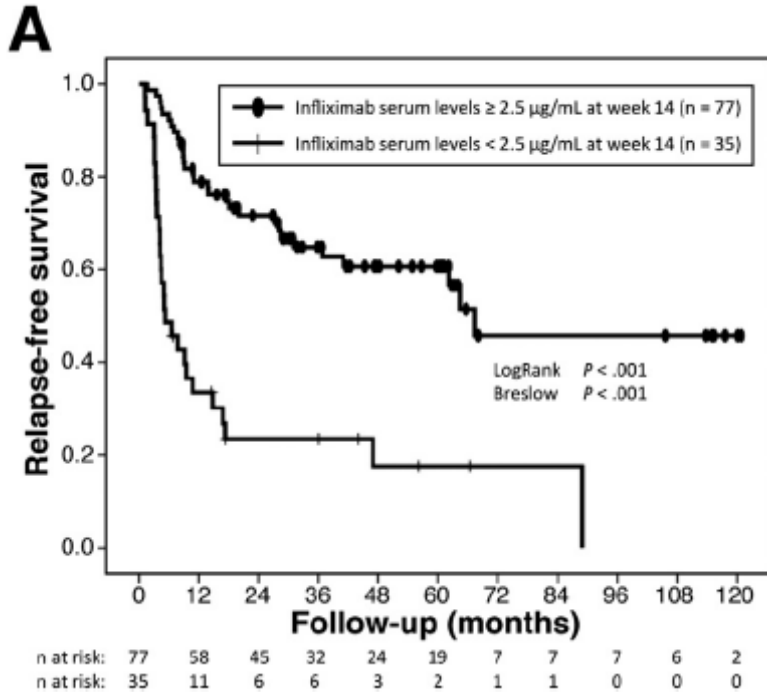 A
1.0
0.8
0.6
0.4
0.2
0.0
Relapse-free survival
Infliximab serum levels ≥ 2.5 µg/mL at week 14 (n = 77)
Infliximab serum levels < 2.5 µg/mL at week 14 (n = 35)
LogRank P < .001
Breslow P < .001
0 12 24 36 48 60 72 84 96 108 120
Follow-up (months)
n at risk: 77 58 45 32 24 19 7 7 7 6 2
n at risk: 35 11 6 6 3 2 1 1 0 0 0